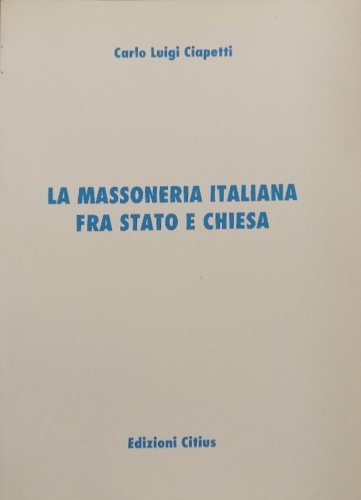 Carlo Luigi Ciapetti
LA MASSONERIA ITALIANA
FRA STATO E CHIESA
Edizioni Citius